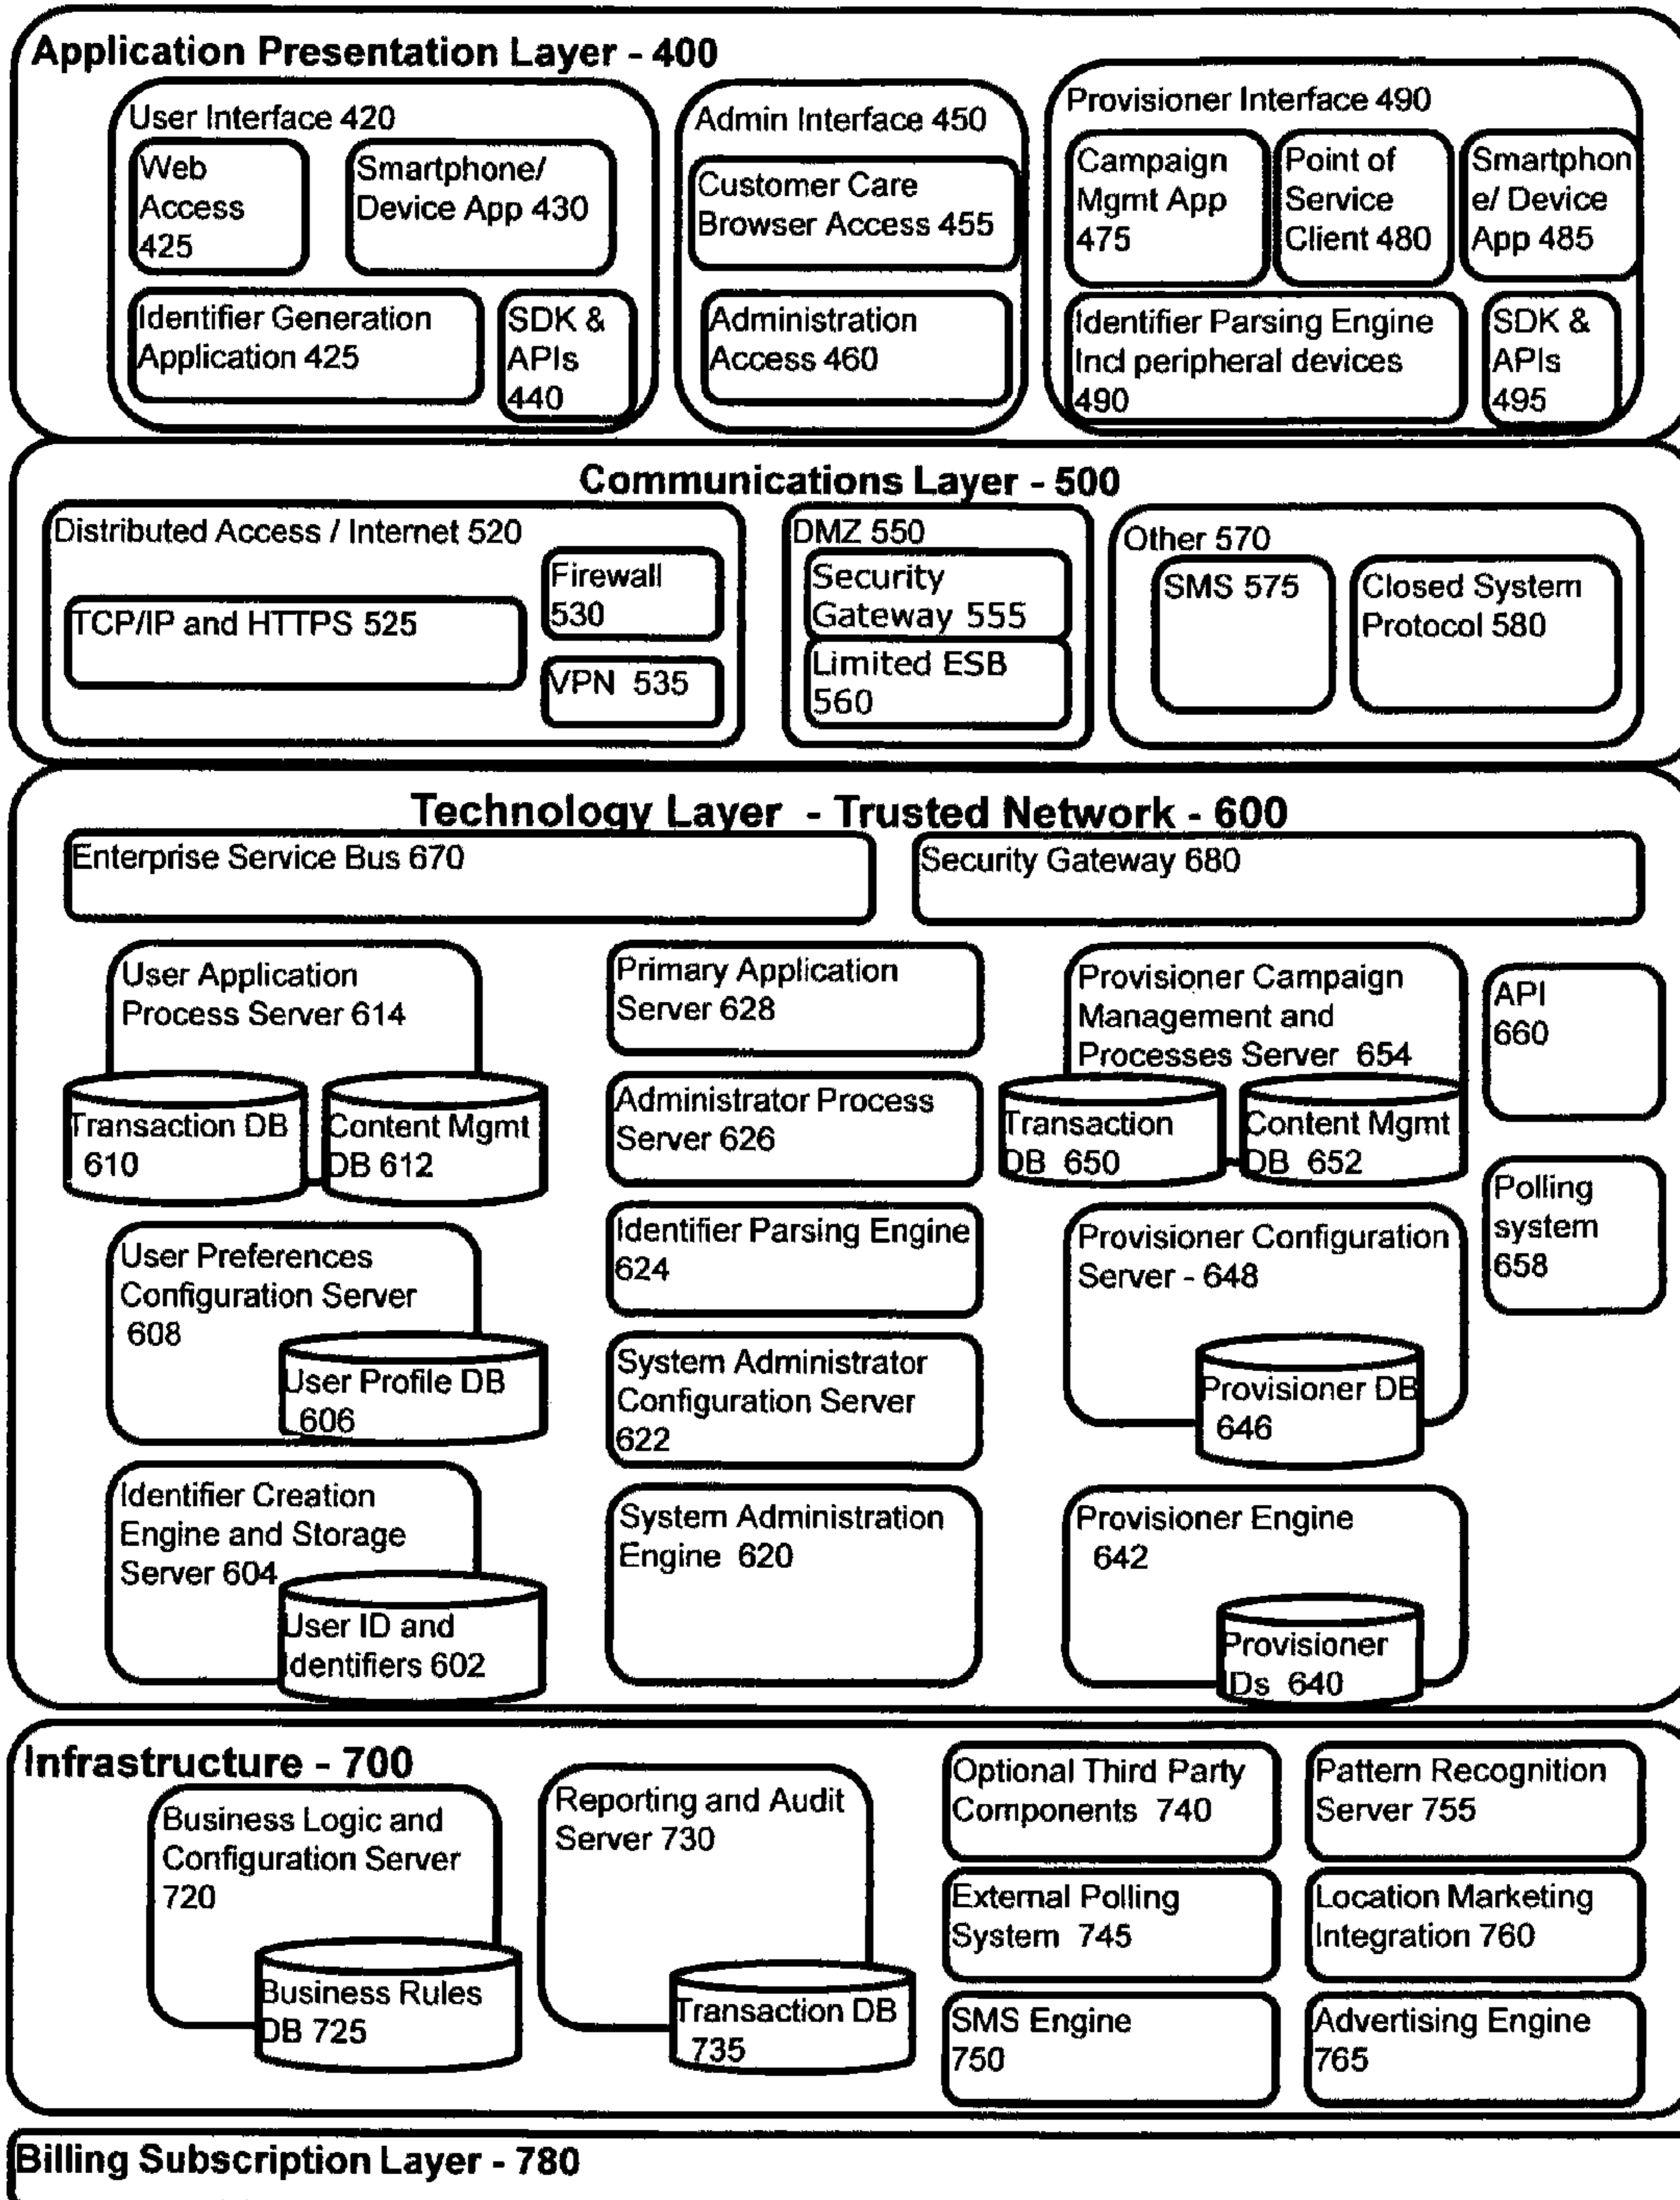 Application Presentation Layer - 400
User Interface 420
Web
Access
425
Smartphone/
Device App 430
Identifier Generation
Application 425
SDK &
APIs
440
Admin Interface 450
Customer Care
Browser Access 455
Administration
Access 460
Provisioner Interface 490
Campaign
Mgmt App
475
Point of
Service
Client 480
Smartphon
e/ Device
App 485
Identifier Parsing Engine
Incl peripheral devices
490
SDK &
APIs
495
Communications Layer - 500
Distributed Access / Internet 520
TCP/IP and HTTPS 525
Firewall
530
VPN 535
DMZ 550
Security
Gateway 555
Limited ESB
560
Other 570
SMS 575
Closed System
Protocol 580
Technology Layer - Trusted Network - 600
Enterprise Service Bus 670
Security Gateway 680
User Application
Process Server 614
Transaction DB
610
Content Mgmt
DB 612
User Preferences
Configuration Server
608
User Profile DB
606
Identifier Creation
Engine and Storage
Server 604
User ID and
Identifiers 602
Primary Application
Server 628
Administrator Process
Server 626
Identifier Parsing Engine
624
System Administrator
Configuration Server
622
System Administration
Engine 620
Provisioner Campaign
Management and
Processes Server 654
Transaction
DB 650
Content Mgmt
DB 652
Provisioner Configuration
Server - 648
Provisioner DB
646
Provisioner Engine
642
Provisioner
IDs 640
API
660
Polling
system
658
Infrastructure - 700
Business Logic and
Configuration Server
720
Business Rules
DB 725
Reporting and Audit
Server 730
Transaction DB
735
Optional Third Party
Components 740
Pattern Recognition
Server 755
External Polling
System 745
Location Marketing
Integration 760
SMS Engine
750
Advertising Engine
765
Billing Subscription Layer - 780